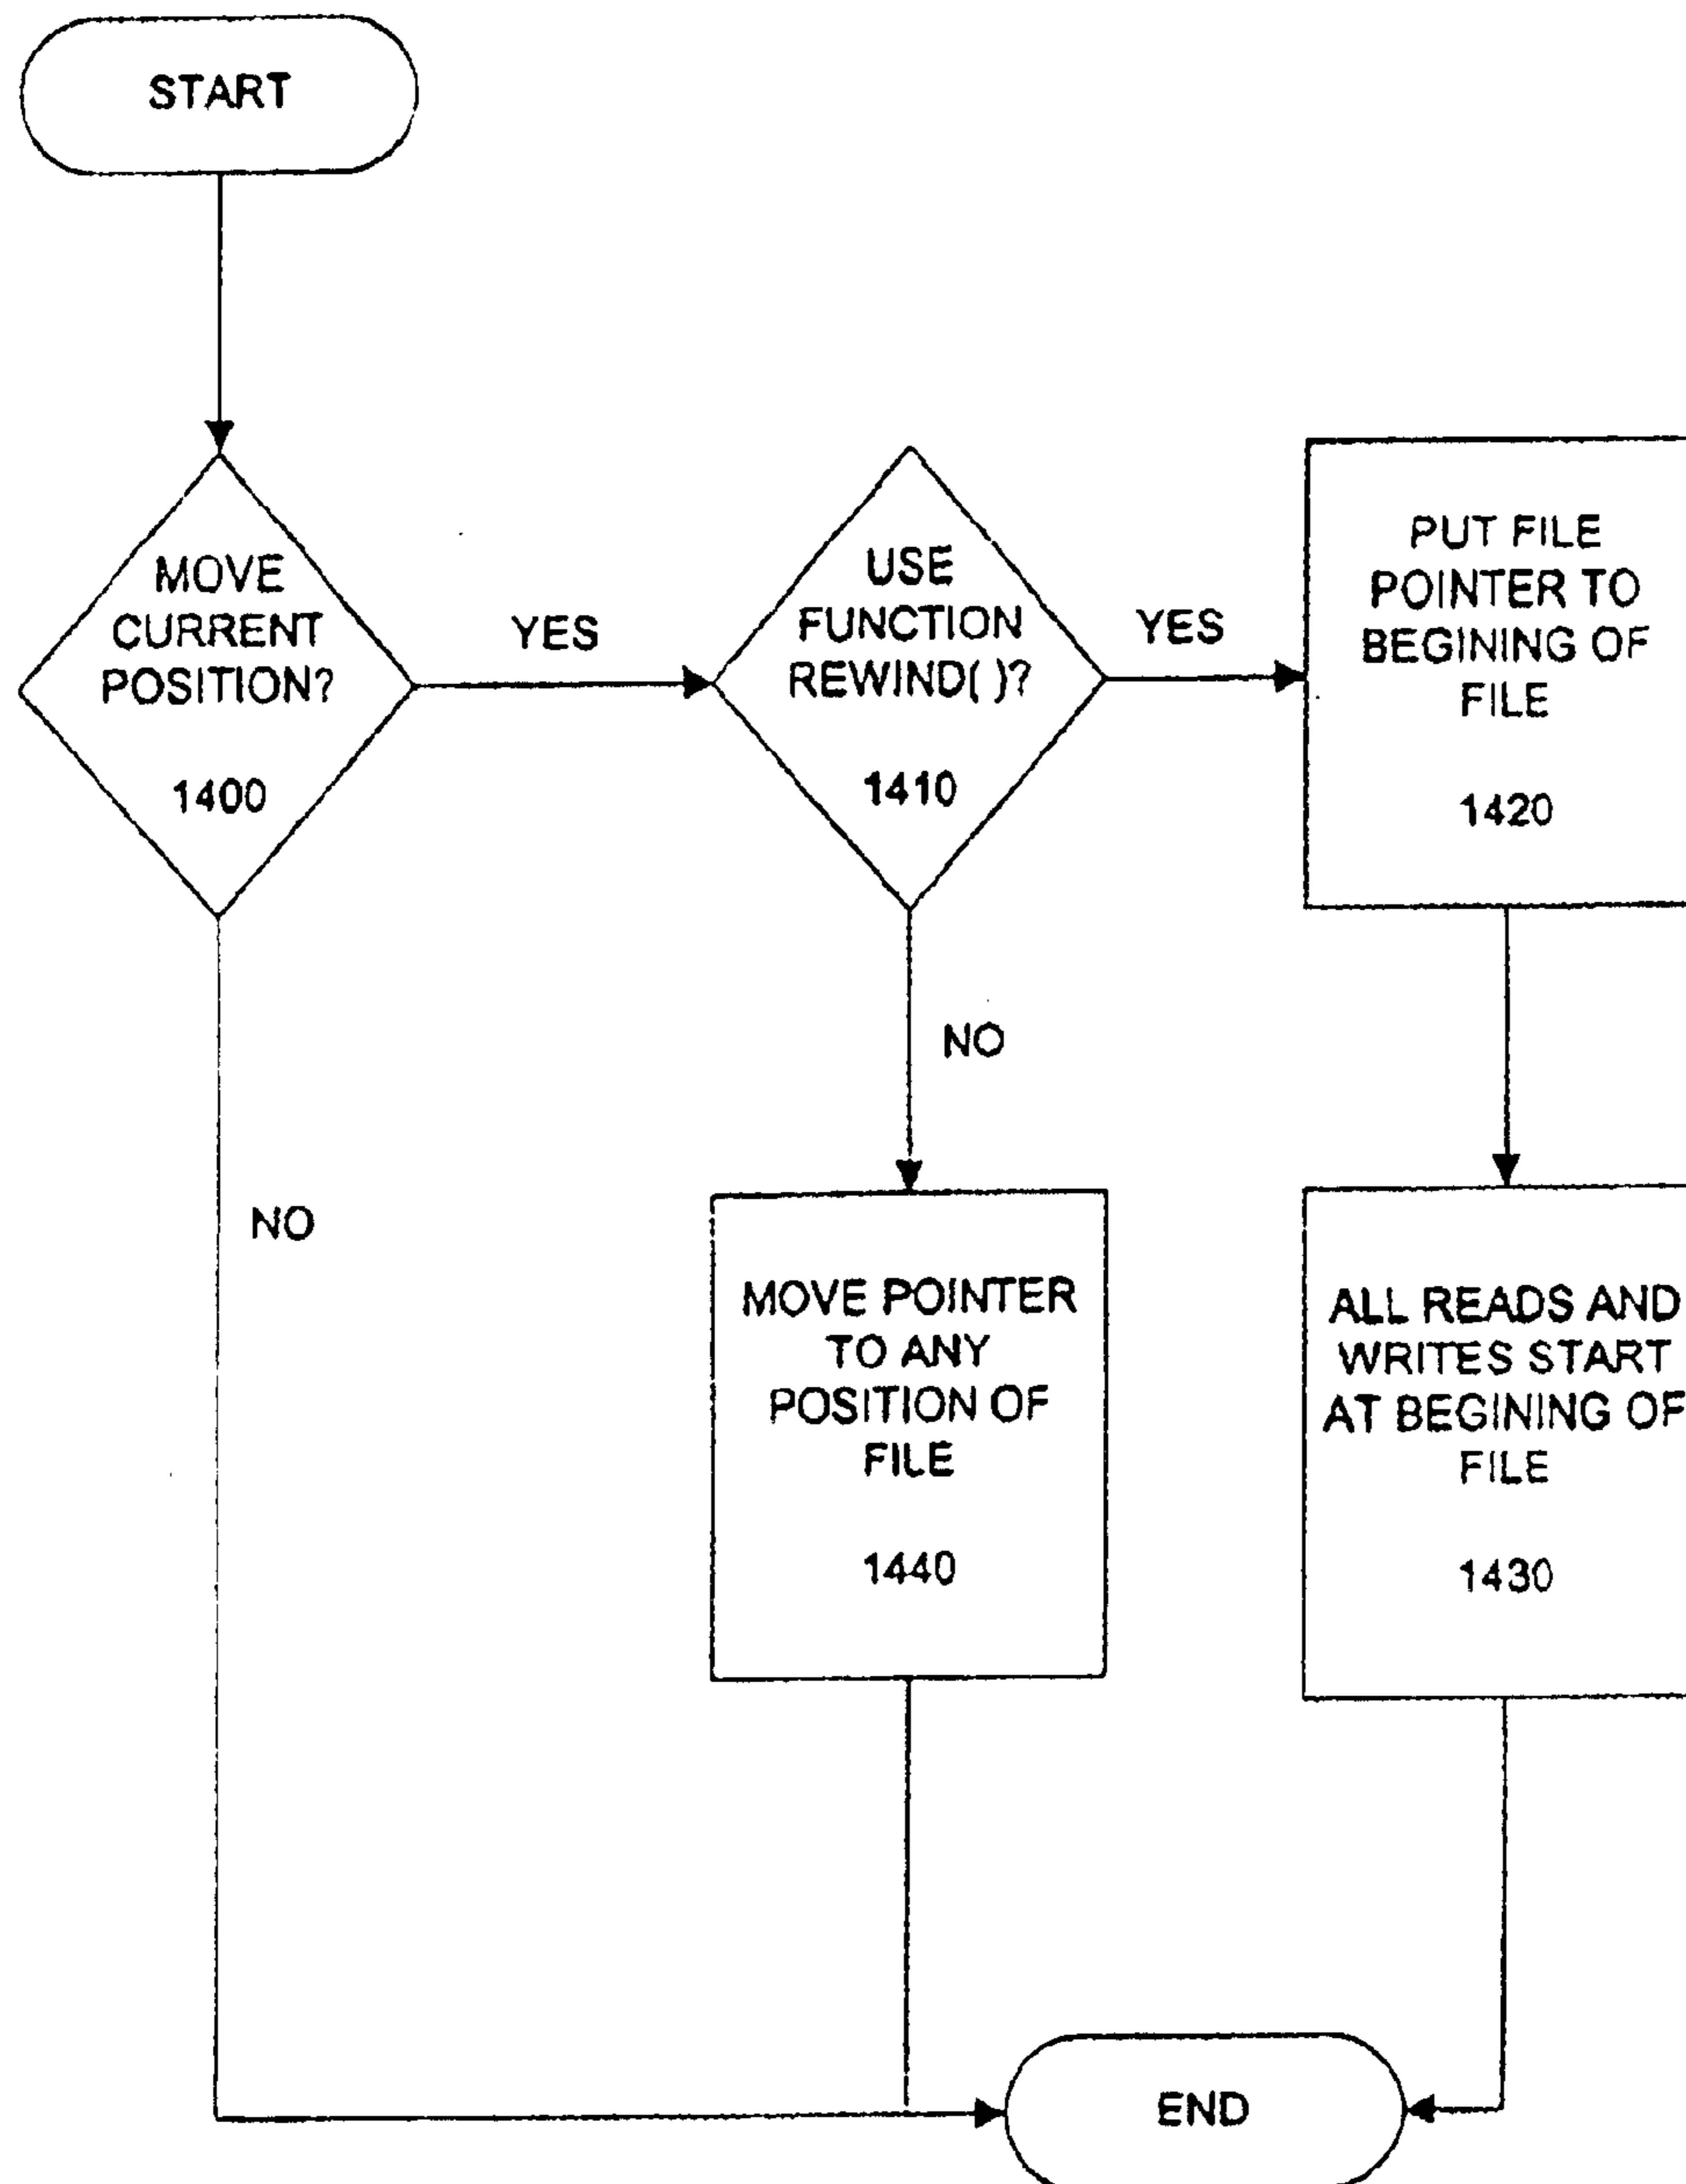 START
MOVE
CURRENT
POSITION?
1400
YES
USE
FUNCTION
REWIND( )?
1410
YES
PUT FILE
POINTER TO
BEGINING OF
FILE
1420
NO
NO
MOVE POINTER
TO ANY
POSITION OF
FILE
1440
ALL READS AND
WRITES START
AT BEGINING OF
FILE
1430
END